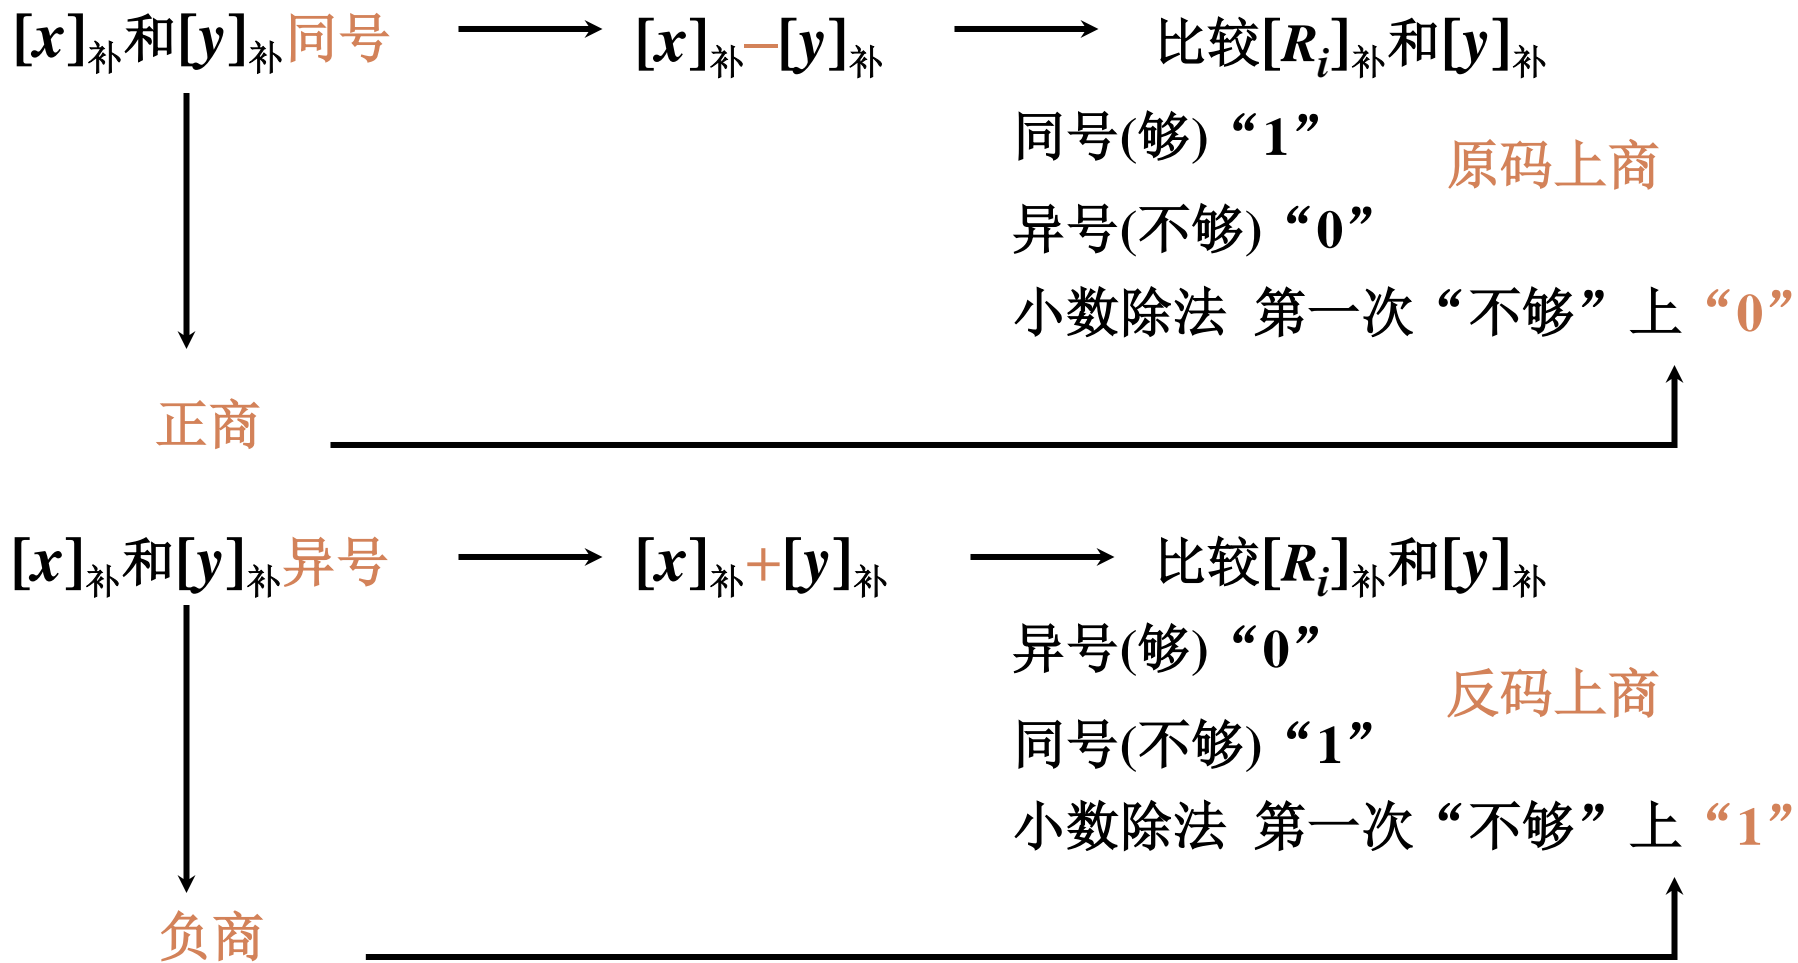 [x]补和[y]补同号 [x]补−[y]补 比较[Ri]补和[y]补
同号(够)“1”
原码上商
异号(不够)“0”
小数除法 第一次“不够”上“0”
正商
[x]补和[y]补异号 [x]补+[y]补 比较[Ri]补和[y]补
异号(够)“0”
反码上商
同号(不够)“1”
小数除法 第一次“不够”上“1”
负商